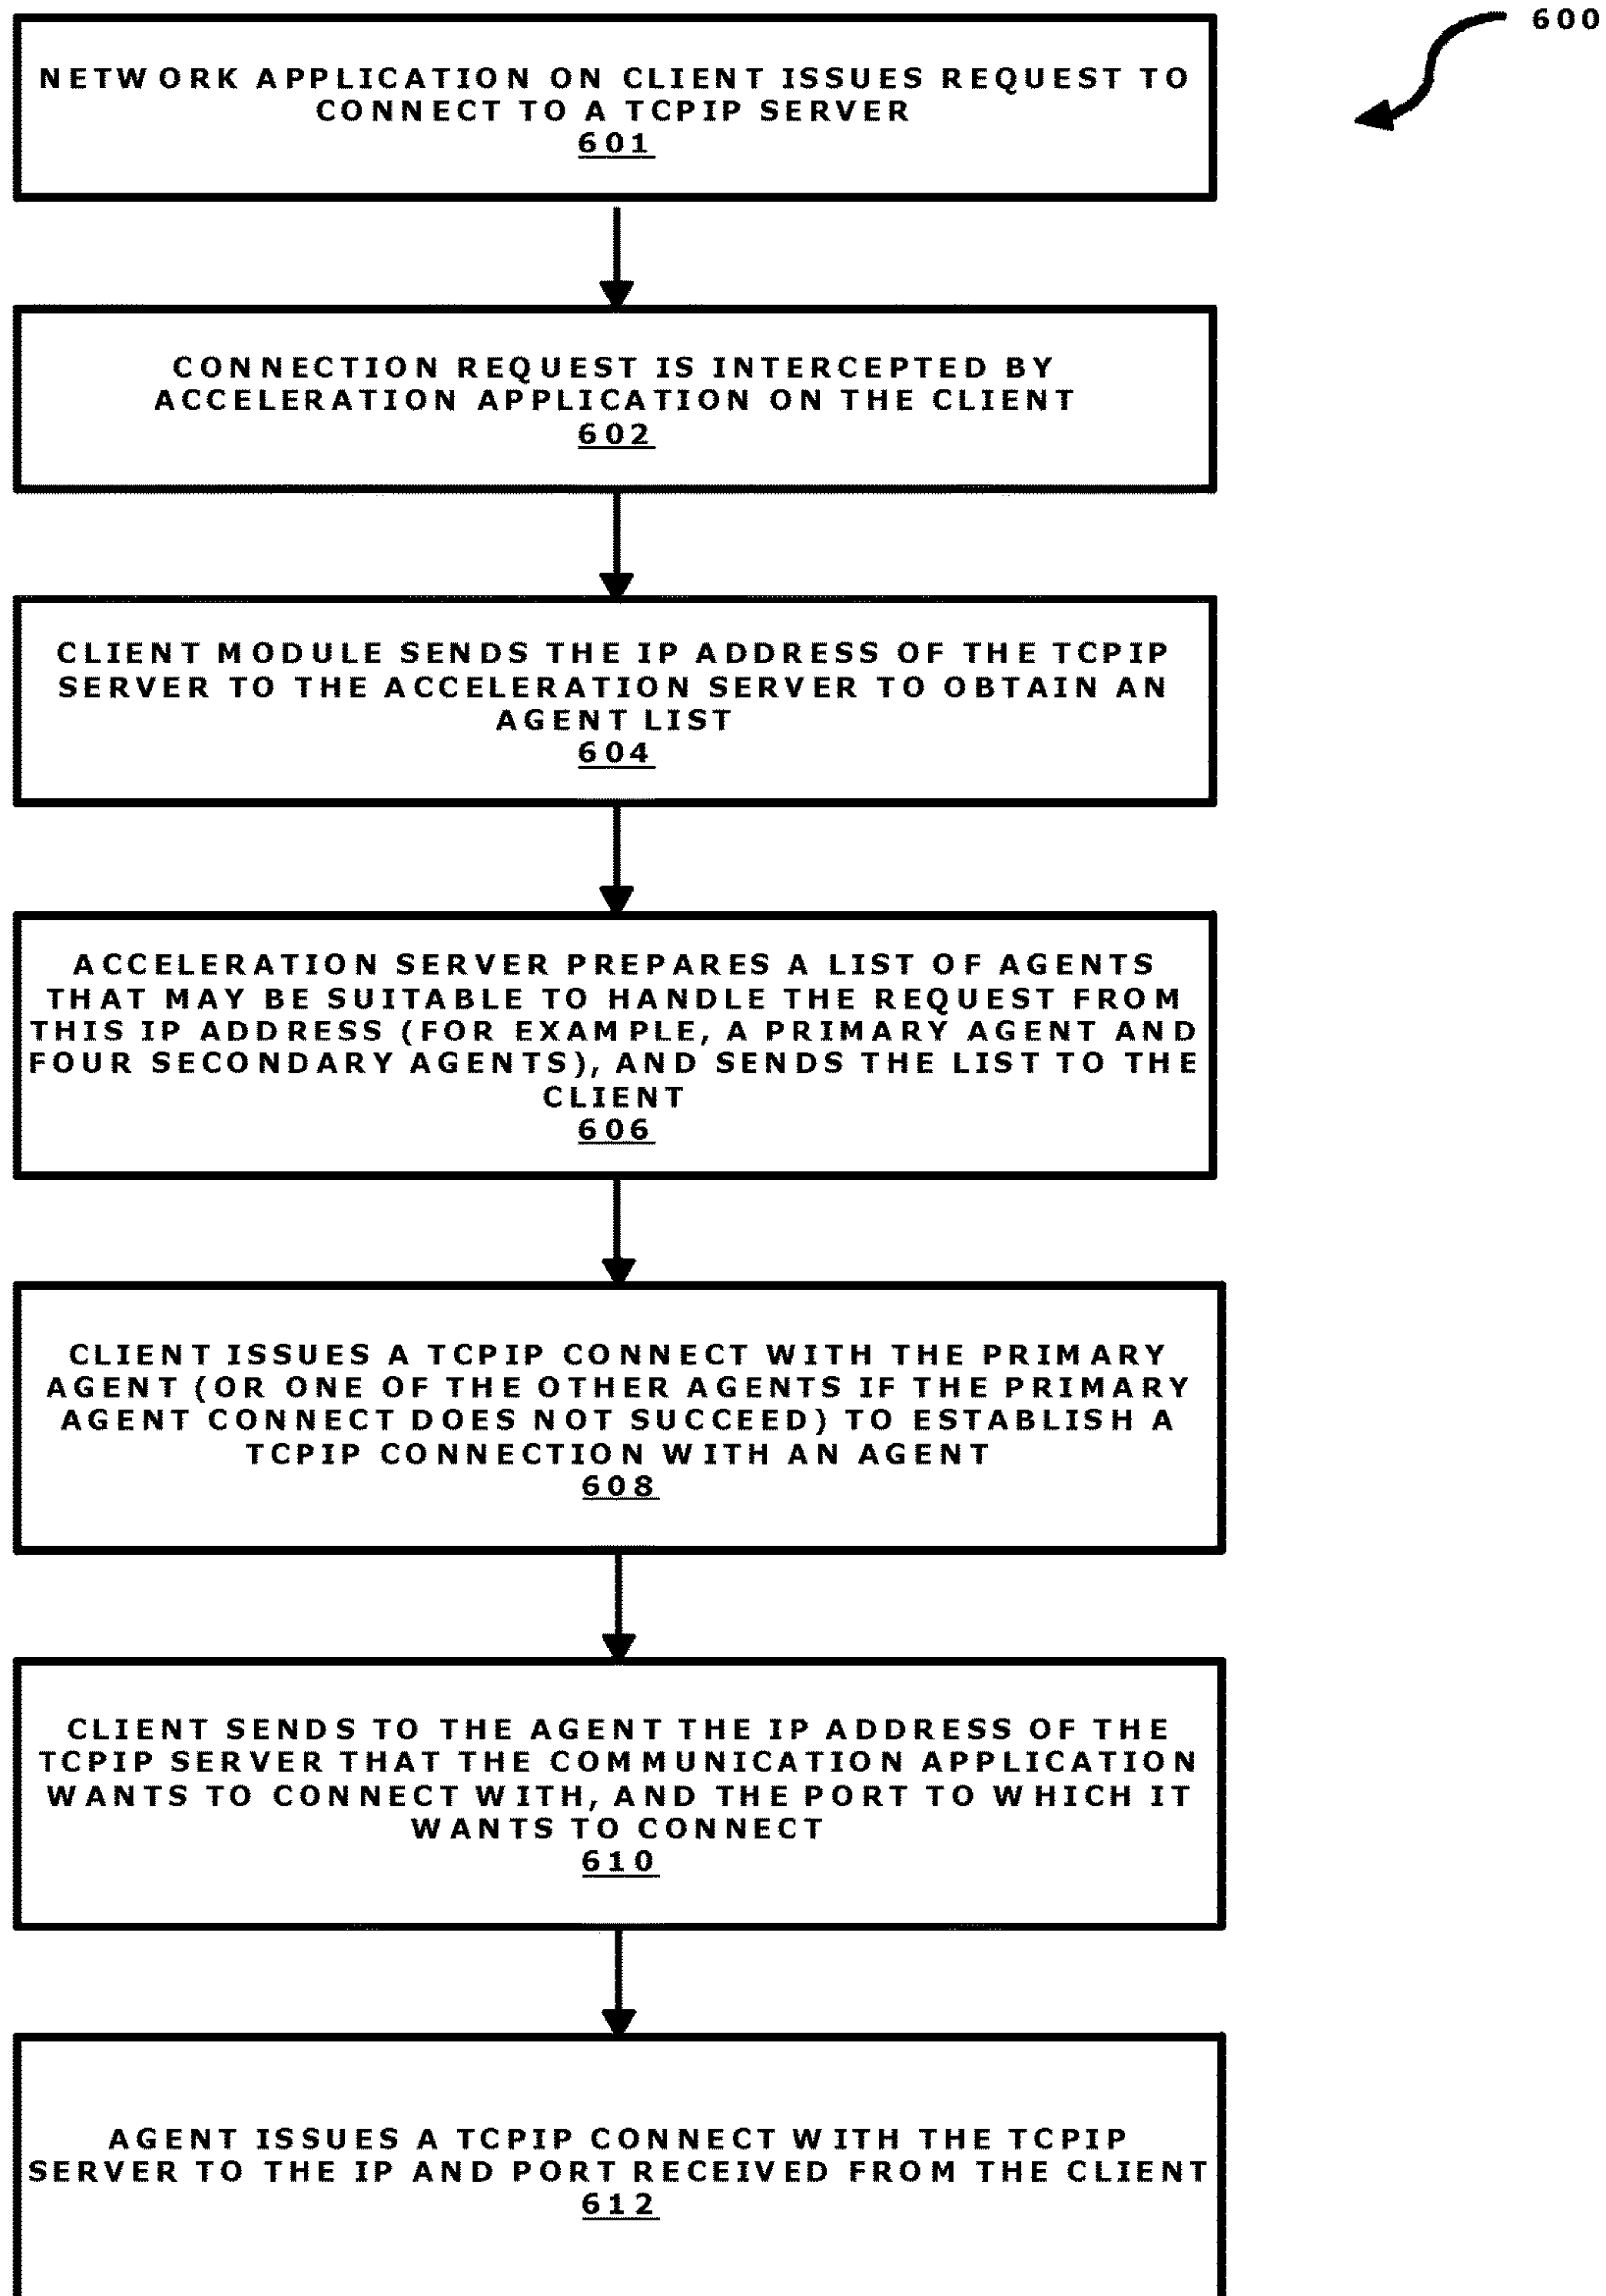 600
NETWORK APPLICATION ON CLIENT ISSUES REQUEST TO
CONNECT TO A TCPIP SERVER
601
CONNECTION REQUEST IS INTERCEPTED BY
ACCELERATION APPLICATION ON THE CLIENT
602
CLIENT MODULE SENDS THE IP ADDRESS OF THE TCPIP
SERVER TO THE ACCELERATION SERVER TO OBTAIN AN
AGENT LIST
604
ACCELERATION SERVER PREPARES A LIST OF AGENTS
THAT MAY BE SUITABLE TO HANDLE THE REQUEST FROM
THIS IP ADDRESS (FOR EXAMPLE, A PRIMARY AGENT AND
FOUR SECONDARY AGENTS), AND SENDS THE LIST TO THE
CLIENT
606
CLIENT ISSUES A TCPIP CONNECT WITH THE PRIMARY
AGENT (OR ONE OF THE OTHER AGENTS IF THE PRIMARY
AGENT CONNECT DOES NOT SUCCEED) TO ESTABLISH A
TCPIP CONNECTION WITH AN AGENT
608
CLIENT SENDS TO THE AGENT THE IP ADDRESS OF THE
TCPIP SERVER THAT THE COMMUNICATION APPLICATION
WANTS TO CONNECT WITH, AND THE PORT TO WHICH IT
WANTS TO CONNECT
610
AGENT ISSUES A TCPIP CONNECT WITH THE TCPIP
SERVER TO THE IP AND PORT RECEIVED FROM THE CLIENT
612